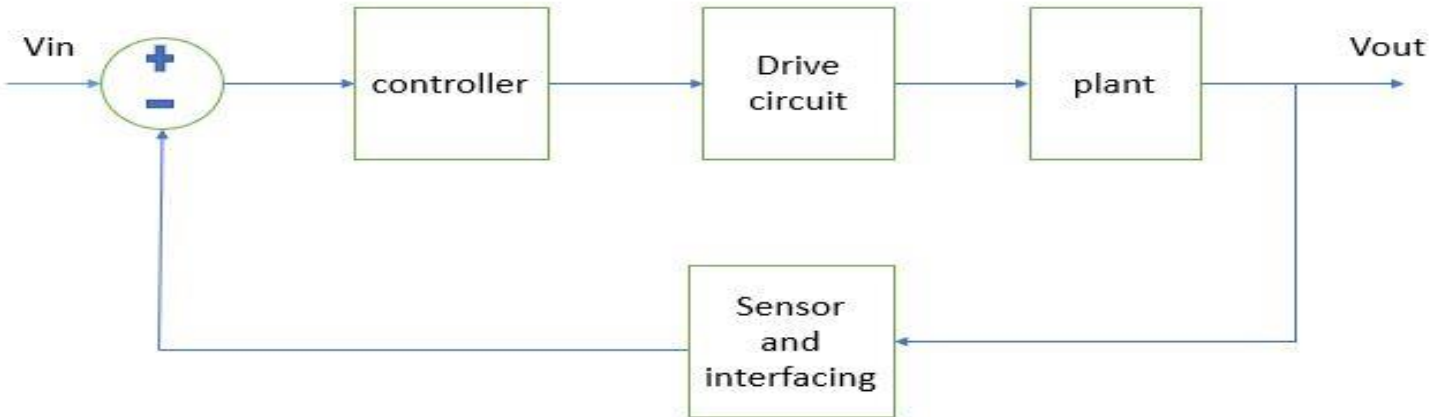 Vin
+
-
controller
Drive
circuit
plant
Vout
Sensor
and
interfacing